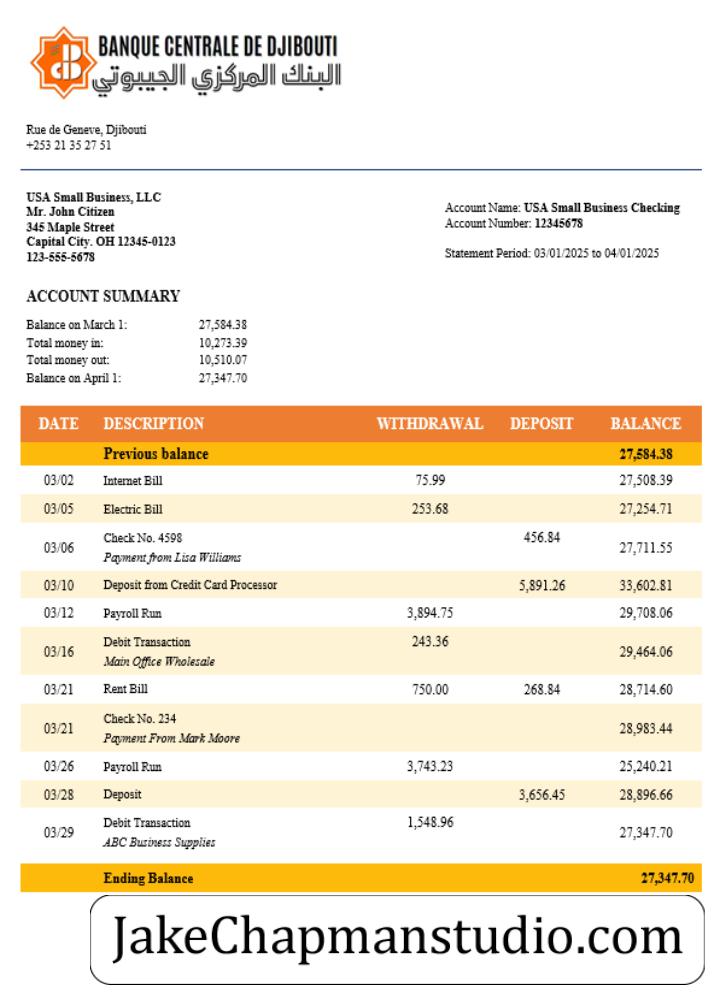 BANQUE CENTRALE DE DJIBOUTI
البنك المركزي الجيبوتي
Rue de Geneve, Djibouti
+253 21 35 27 51
USA Small Business, LLC
Mr. John Citizen
345 Maple Street
Capital City. OH 12345-0123
123-555-5678
Account Name: USA Small Business Checking
Account Number: 12345678
Statement Period: 03/01/2025 to 04/01/2025
ACCOUNT SUMMARY
Balance on March 1: 27,584.38
Total money in: 10,273.39
Total money out: 10,510.07
Balance on April 1: 27,347.70
DATE DESCRIPTION WITHDRAWAL DEPOSIT BALANCE
Previous balance 27,584.38
03/02 Internet Bill 75.99 27,508.39
03/05 Electric Bill 253.68 27,254.71
03/06 Check No. 4598 456.84 27,711.55
Payment from Lisa Williams
03/10 Deposit from Credit Card Processor 5,891.26 33,602.81
03/12 Payroll Run 3,894.75 29,708.06
03/16 Debit Transaction 243.36 29,464.06
Main Office Wholesale
03/21 Rent Bill 750.00 268.84 28,714.60
03/21 Check No. 234 28,983.44
Payment From Mark Moore
03/26 Payroll Run 3,743.23 25,240.21
03/28 Deposit 3,656.45 28,896.66
03/29 Debit Transaction 1,548.96 27,347.70
ABC Business Supplies
Ending Balance 27,347.70
JakeChapmanstudio.com